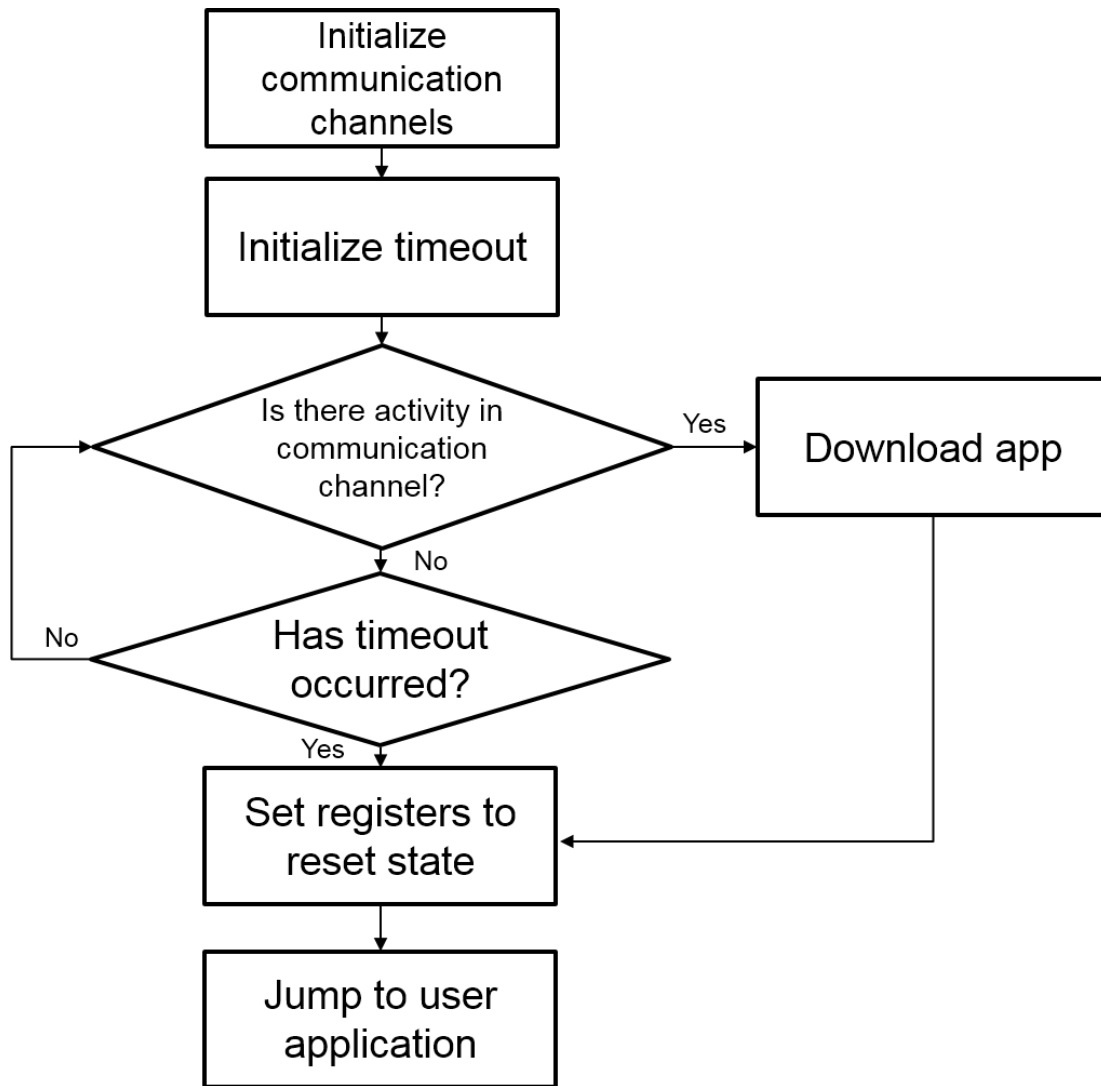 Initialize
communication
channels
Initialize timeout
Is there activity in
communication
channel?
Yes
Download app
No
Has timeout
occurred?
No
Yes
Set registers to
reset state
Jump to user
application